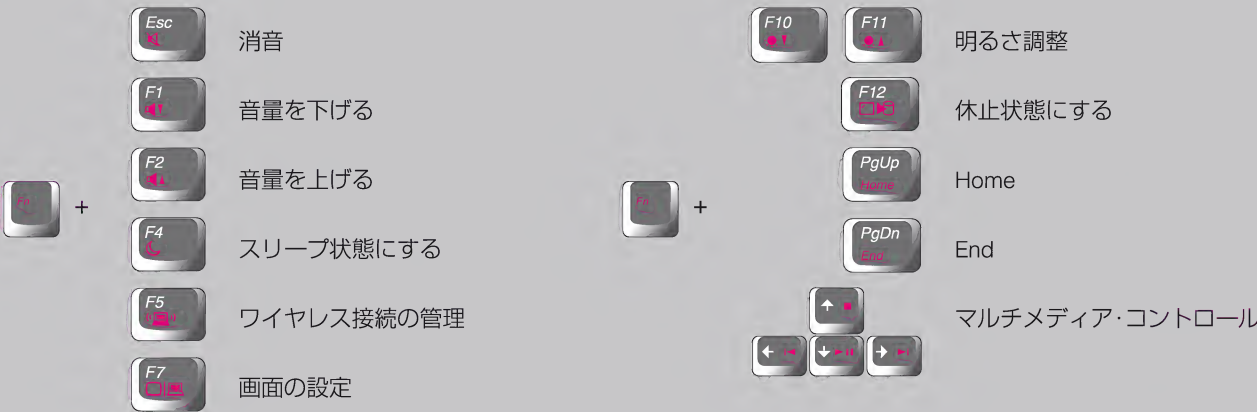 Esc
消音
F1
音量を下げる
F2
音量を上げる
Fn
+
F4
スリープ状態にする
F5
ワイヤレス接続の管理
F7
画面の設定
F10 F11
明るさ調整
F12
休止状態にする
PgUp
Home
Home
Fn
+
PgDn
End
End
マルチメディア・コントロール